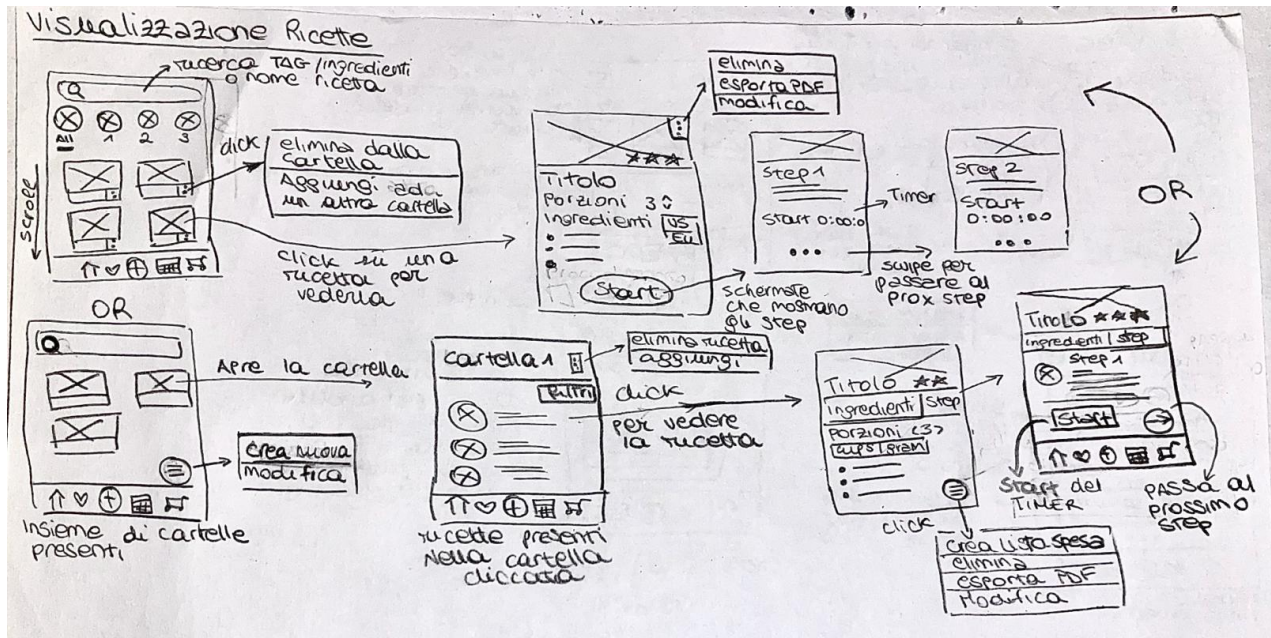 Visualizzazione Ricette
ricerca TAG/ingredienti
o nome ricetta
All
1
2
3
scroll
click
elimina dalla
cartella
Aggiungi ad
un altra cartella
click su una
ricetta per
vederla
elimina
esporta PDF
modifica
Titolo
Porzioni 3
Ingredienti
US
EU
Start
schermate
che mostrano
gli step
Step 1
start 0:00:0
Timer
swipe per
passare al
prox step
Step 2
Start
0:00:00
OR
OR
Apre la cartella
crea nuova
modifica
Insieme di cartelle
presenti
Cartella 1
elimina ricetta
aggiungi
click
per vedere
la ricetta
ricette presenti
nella cartella
cliccata
Titolo
Ingredienti | Step
Porzioni <3>
cups | gram
click
crea lista spesa
elimina
esporta PDF
Modifica
Titolo
Ingredienti | step
Step 1
Start
Start del
TIMER
PASSA al
prossimo
step